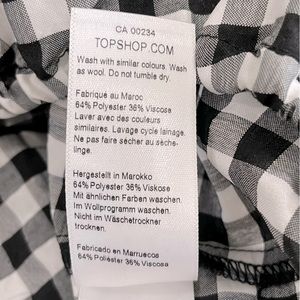 CA 00234
TOPSHOP.COM
Wash with similar colours. Wash
as wool. Do not tumble dry.
Fabriqué au Maroc
64% Polyester 36% Viscosa
Laver avec des couleurs
similaires. Lavage cycle lainage.
Ne pas faire sécher au sèche-
linge.
Hergestellt in Marokko
64% Polyester 36% Viskose
Mit ähnlichen Farben waschen.
Im Wollprogramm waschen.
Nicht im Wäschetrockner
trocknen.
Fabricado en Marruecos
64% Poliester 36% Viscosa